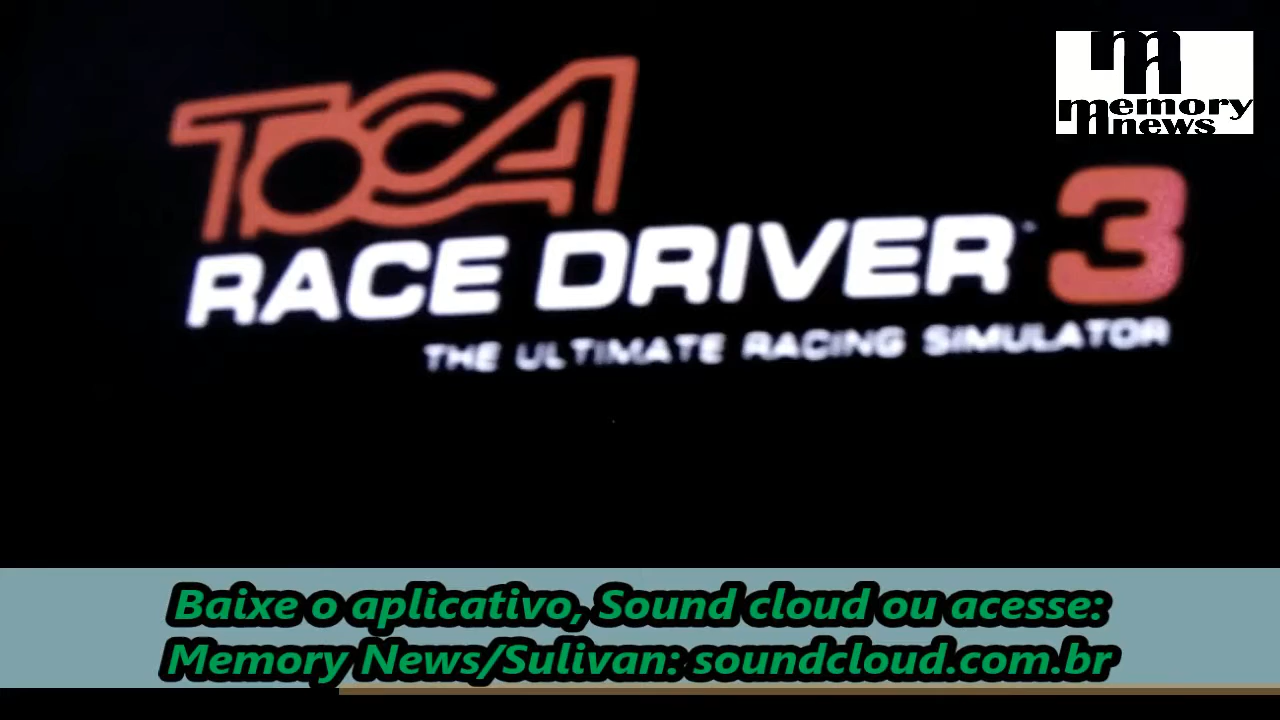 TOCA
RACE DRIVER™ 3
THE ULTIMATE RACING SIMULATOR
m
memory
news
Baixe o aplicativo, Sound cloud ou acesse:
Memory News/Sulivan: soundcloud.com.br